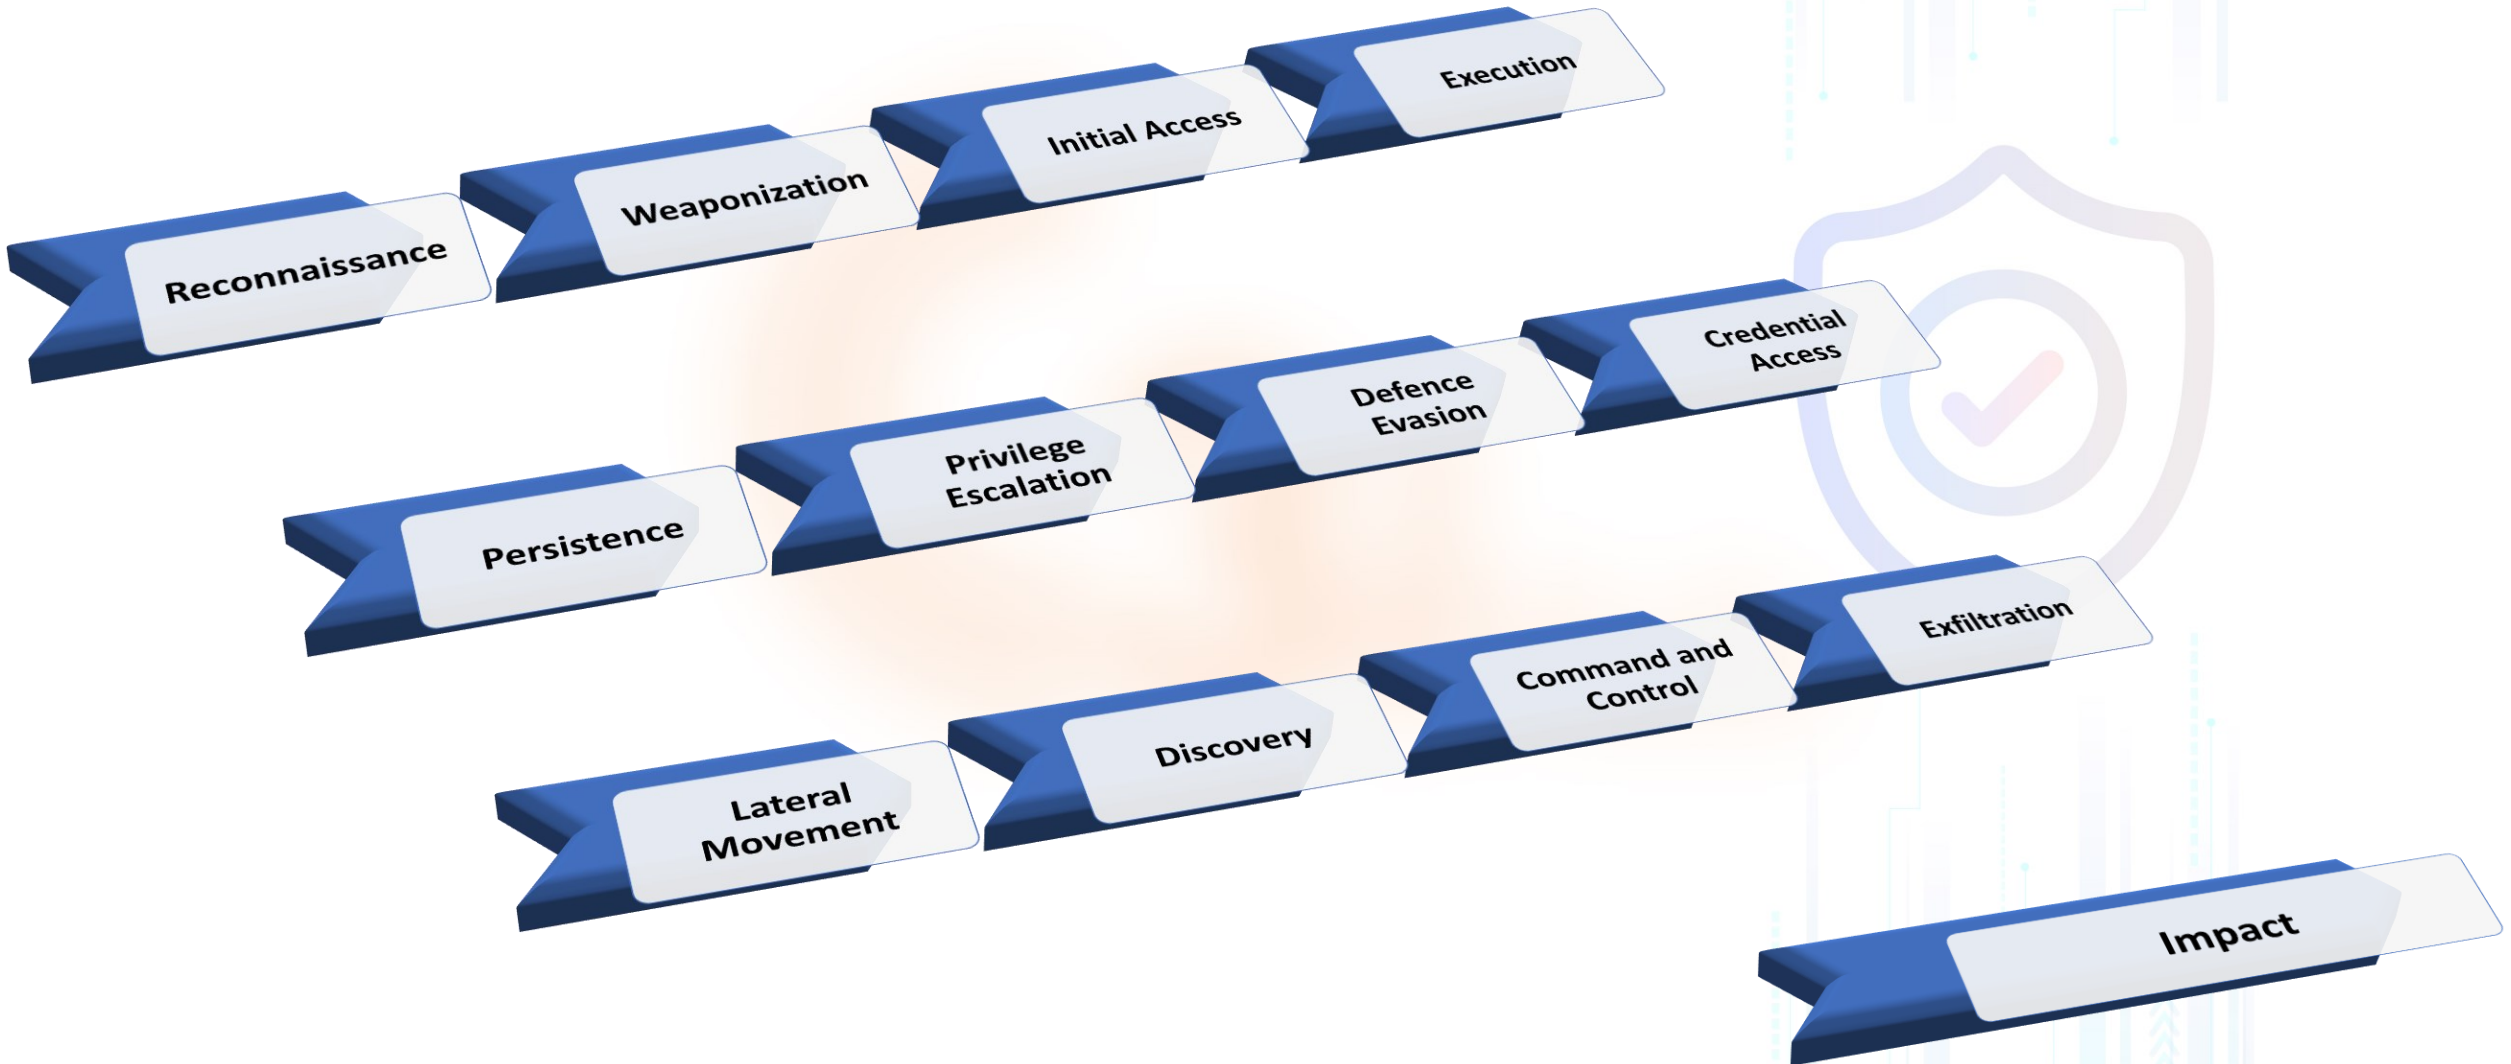 Reconnaissance
Weaponization
Initial Access
Execution
Persistence
Privilege
Escalation
Defence
Evasion
Credential
Access
Lateral
Movement
Discovery
Command and
Control
Exfiltration
Impact